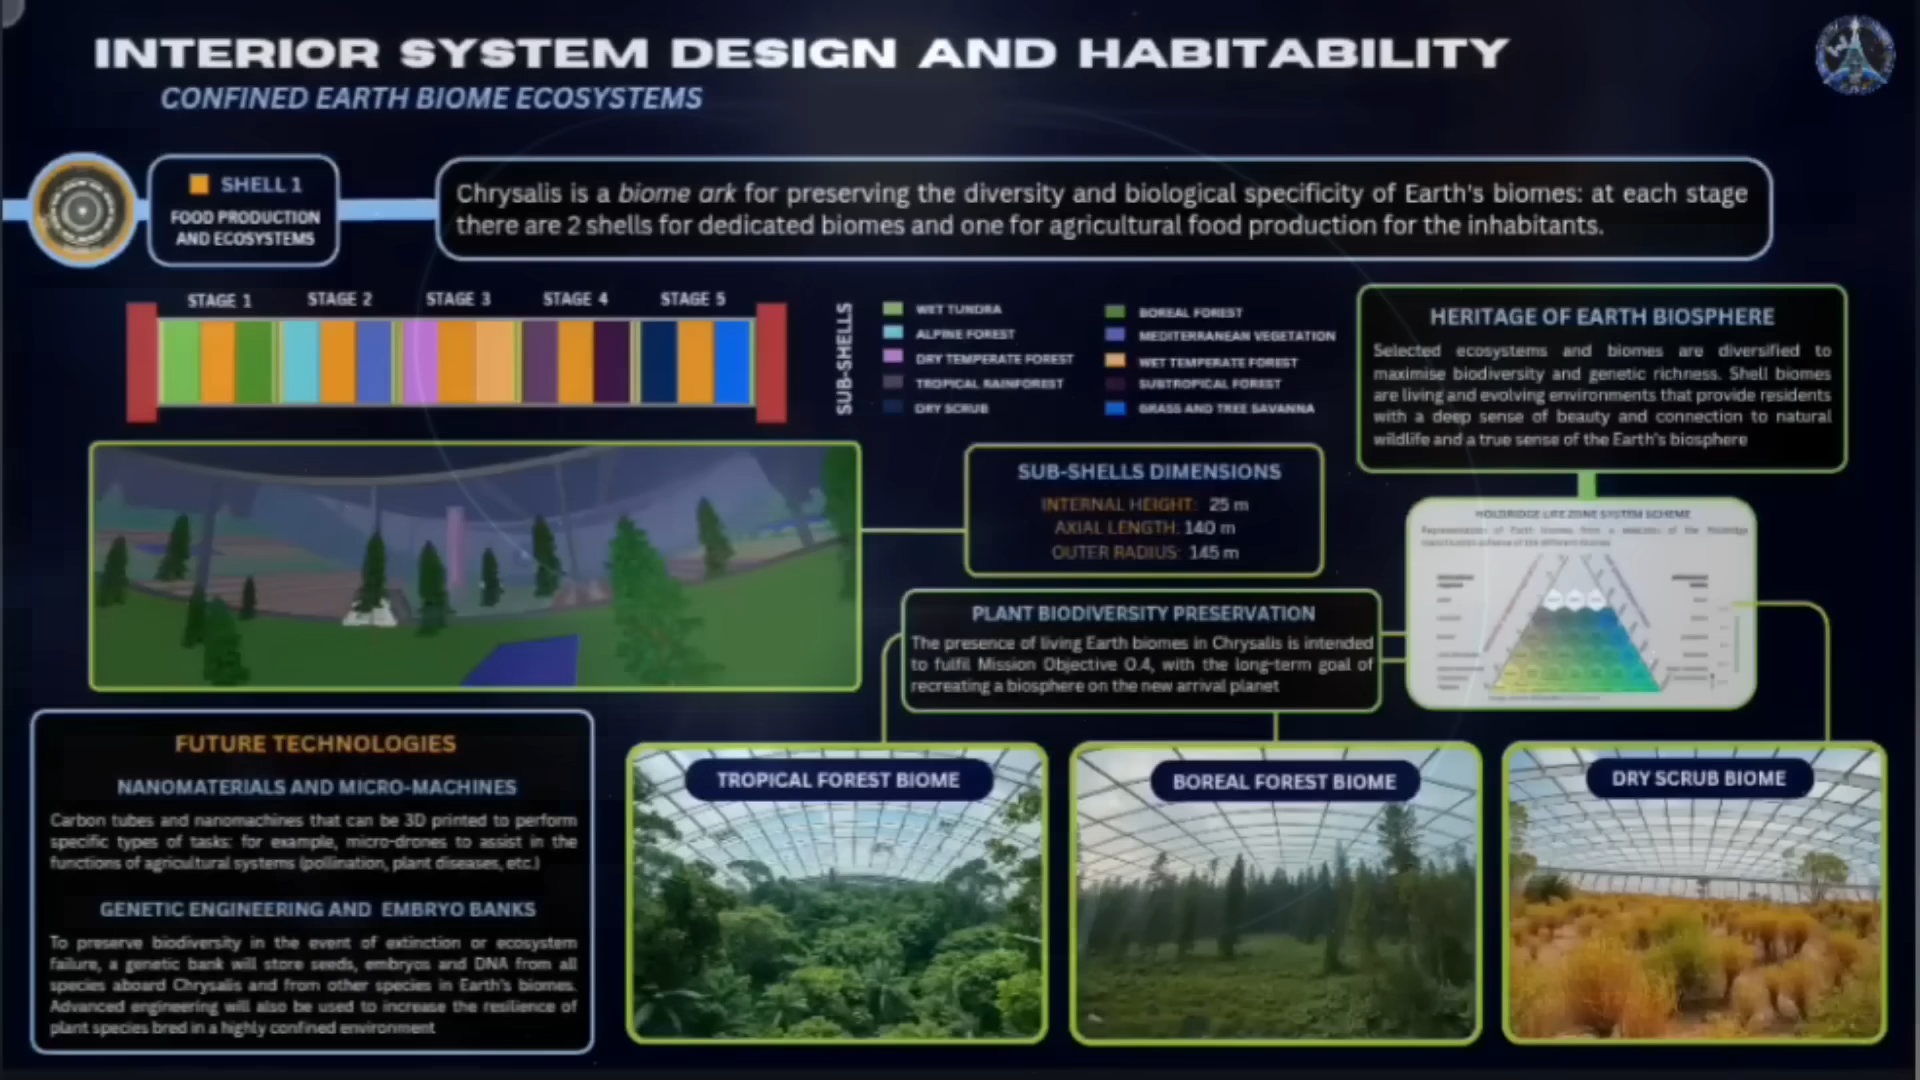 INTERIOR SYSTEM DESIGN AND HABITABILITY
CONFINED EARTH BIOME ECOSYSTEMS
SHELL 1
FOOD PRODUCTION
AND ECOSYSTEMS
Chrysalis is a biome ark for preserving the diversity and biological specificity of Earth's biomes: at each stage
there are 2 shells for dedicated biomes and one for agricultural food production for the inhabitants.
STAGE 1
STAGE 2
STAGE 3
STAGE 4
STAGE 5
SUB-SHELLS
WET TUNDRA
ALPINE FOREST
DRY TEMPERATE FOREST
TROPICAL RAINFOREST
DRY SCRUB
BOREAL FOREST
MEDITERRANEAN VEGETATION
WET TEMPERATE FOREST
SUBTROPICAL FOREST
GRASS AND TREE SAVANNA
HERITAGE OF EARTH BIOSPHERE
Selected ecosystems and biomes are diversified to
maximise biodiversity and genetic richness. Shell biomes
are living and evolving environments that provide residents
with a deep sense of beauty and connection to natural
wildlife and a true sense of the Earth's biosphere
SUB-SHELLS DIMENSIONS
INTERNAL HEIGHT: 25 m
AXIAL LENGTH: 140 m
OUTER RADIUS: 145 m
HOLDRIDGE LIFE ZONE SYSTEM SCHEME
PLANT BIODIVERSITY PRESERVATION
The presence of living Earth biomes in Chrysalis is intended
to fulfil Mission Objective O.4, with the long-term goal of
recreating a biosphere on the new arrival planet
FUTURE TECHNOLOGIES
NANOMATERIALS AND MICRO-MACHINES
Carbon tubes and nanomachines that can be 3D printed to perform
specific types of tasks: for example, micro-drones to assist in the
functions of agricultural systems (pollination, plant diseases, etc.)
GENETIC ENGINEERING AND EMBRYO BANKS
To preserve biodiversity in the event of extinction or ecosystem
failure, a genetic bank will store seeds, embryos and DNA from all
species aboard Chrysalis and from other species in Earth's biomes.
Advanced engineering will also be used to increase the resilience of
plant species bred in a highly confined environment
TROPICAL FOREST BIOME
BOREAL FOREST BIOME
DRY SCRUB BIOME